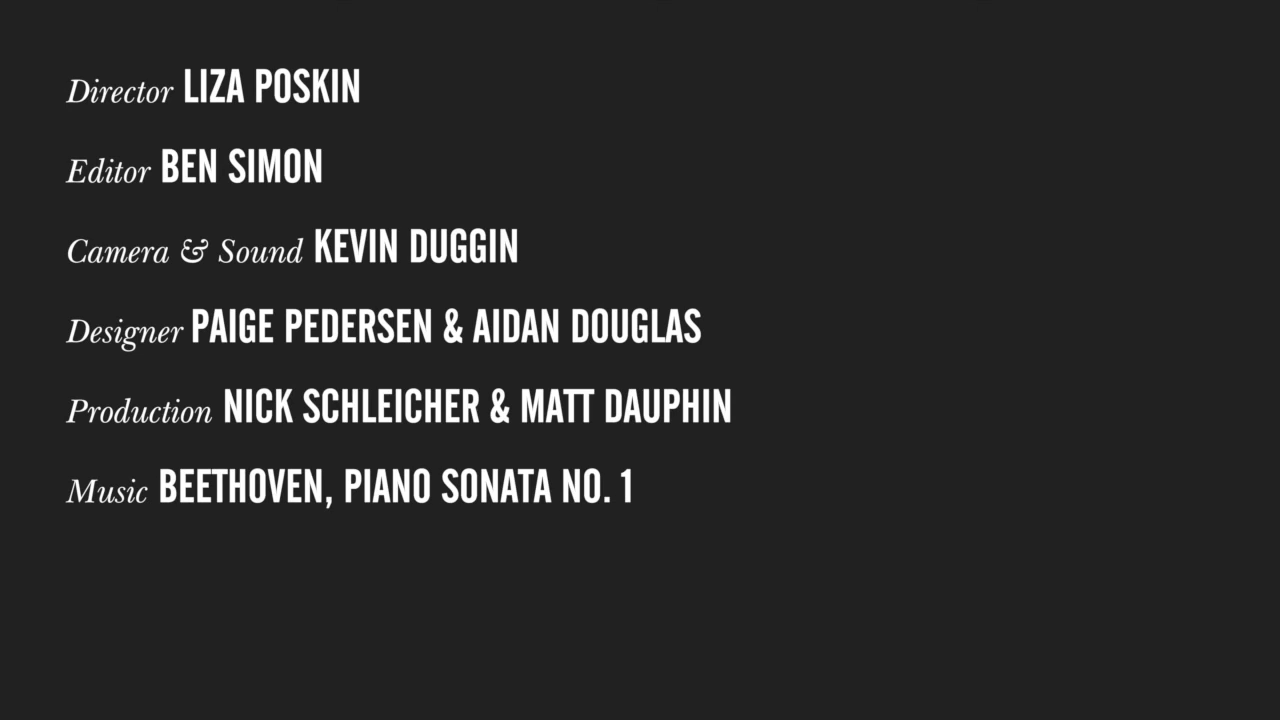 Director LIZA POSKIN
Editor BEN SIMON
Camera & Sound KEVIN DUGGIN
Designer PAIGE PEDERSEN & AIDAN DOUGLAS
Production NICK SCHLEICHER & MATT DAUPHIN
Music BEETHOVEN, PIANO SONATA NO. 1